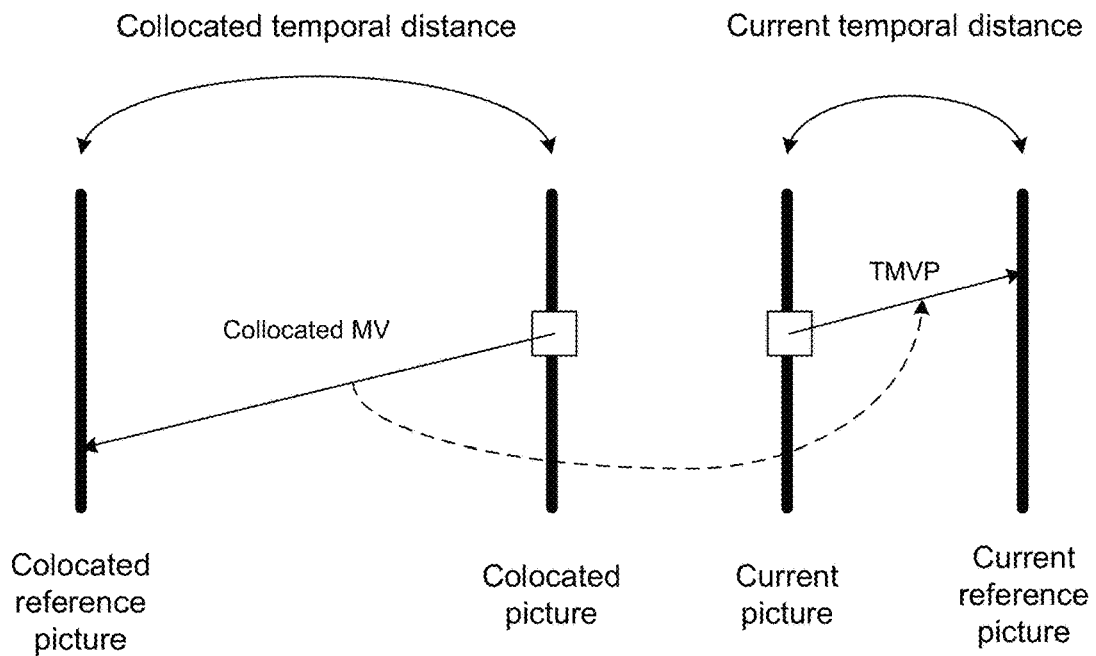 Collocated temporal distance
Current temporal distance
TMVP
Collocated MV
Colocated
reference
picture
Colocated
picture
Current
picture
Current
reference
picture